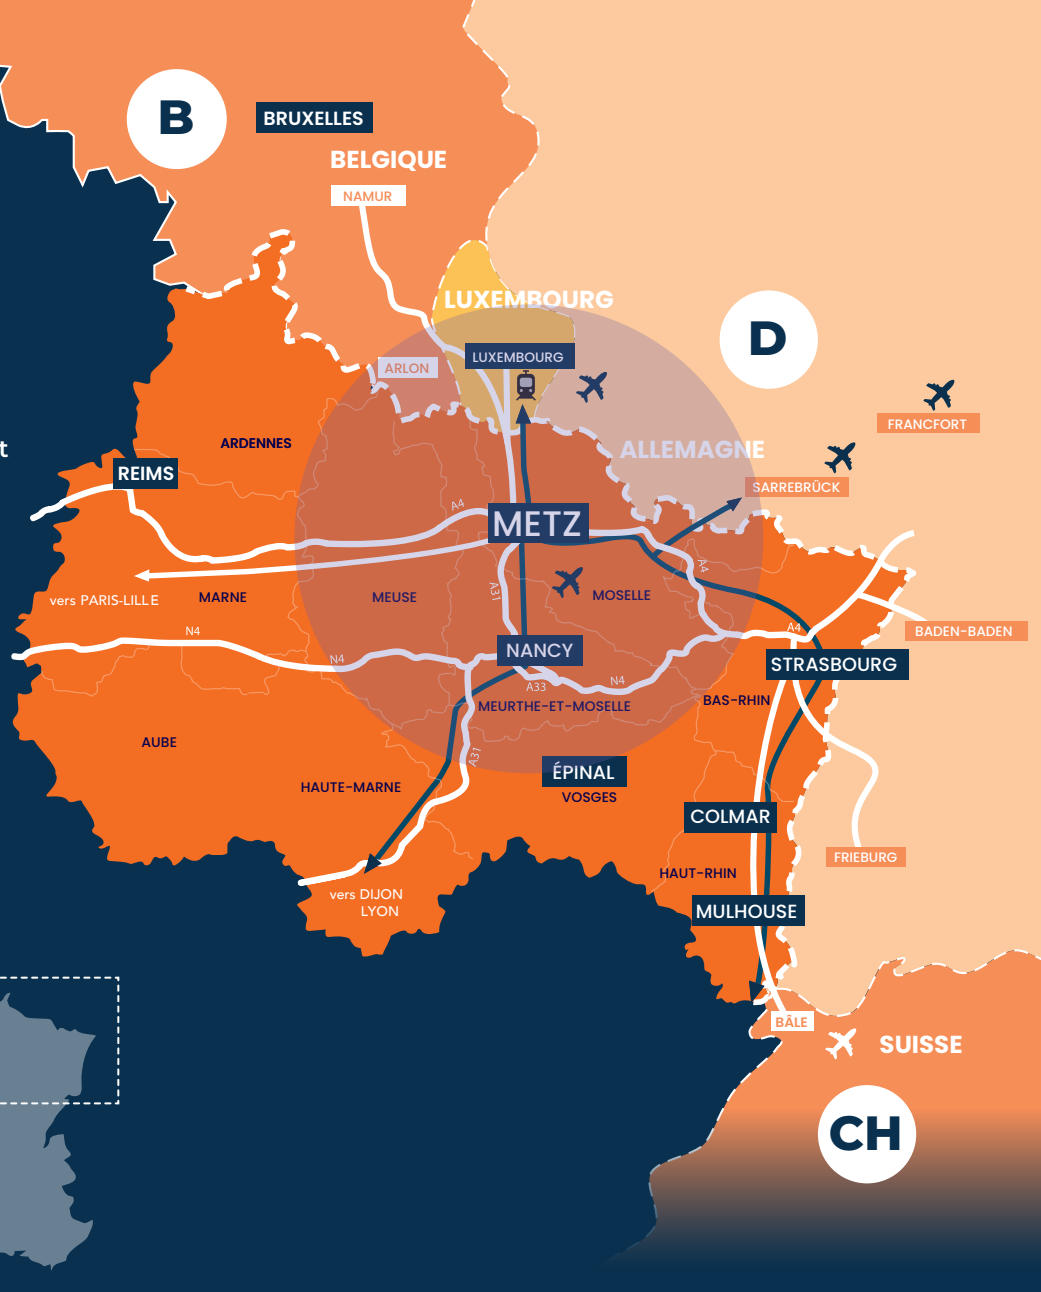 B
BRUXELLES
BELGIQUE
NAMUR
LUXEMBOURG
D
LUXEMBOURG
ARLON
FRANCFORT
ARDENNES
t
ALLEMAGNE
REIMS
SARREBRÜCK
A4
METZ
A4
vers PARIS-LILLE
MARNE
MEUSE
A31
MOSELLE
N4
A4
BADEN-BADEN
NANCY
N4
STRASBOURG
A33
N4
MEURTHE-ET-MOSELLE
BAS-RHIN
AUBE
A31
ÉPINAL
HAUTE-MARNE
VOSGES
COLMAR
FRIEBURG
HAUT-RHIN
vers DIJON
LYON
MULHOUSE
BÂLE
SUISSE
CH